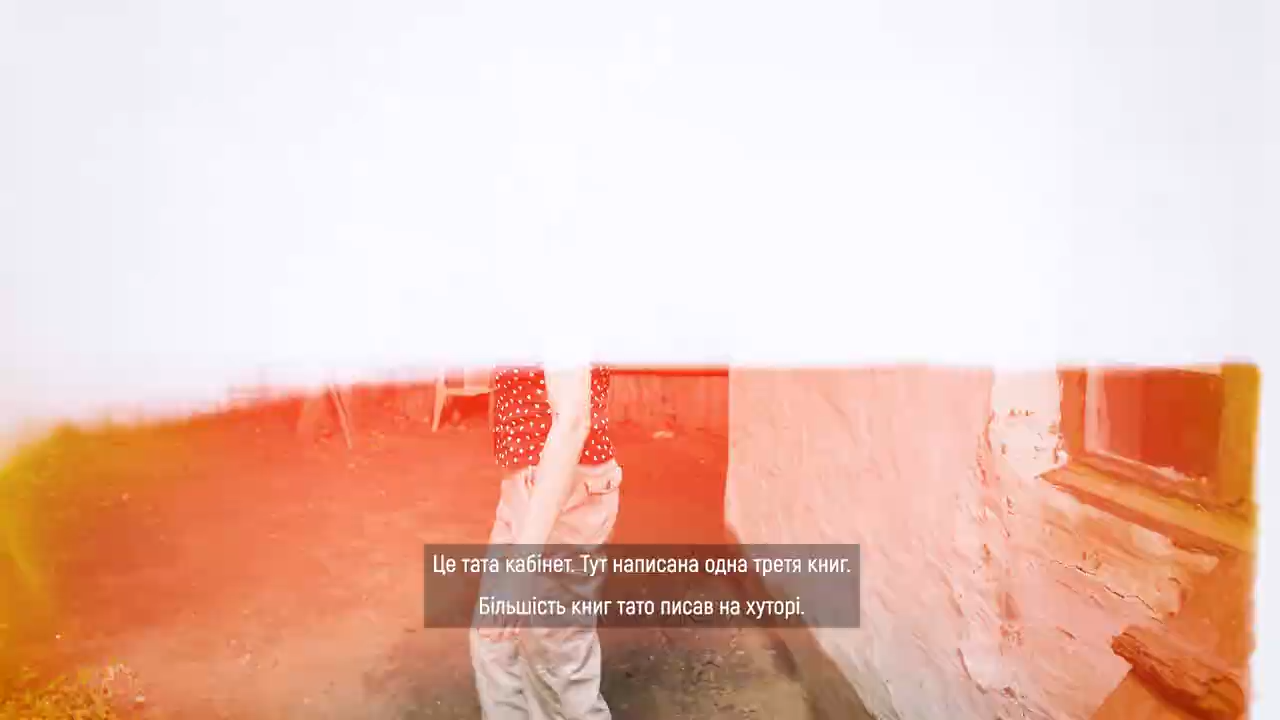 Це тата кабінет. Тут написана одна третя книг.
Більшість книг тато писав на хуторі.